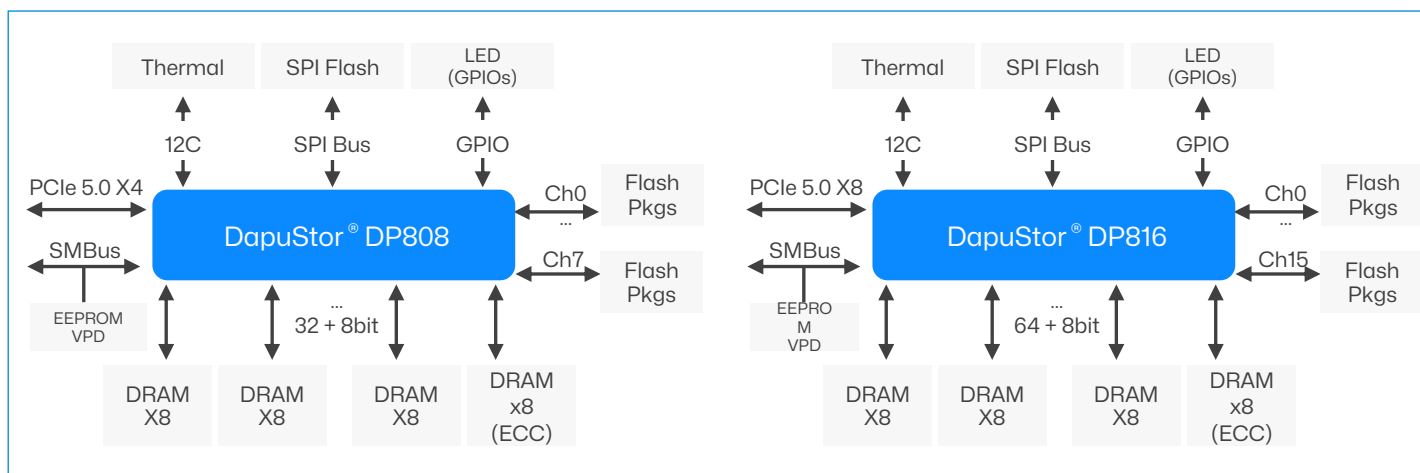 Thermal
SPI Flash
LED
(GPIOs)
12C
SPI Bus
GPIO
PCIe 5.0 X4
DapuStor® DP808
Ch0
...
Flash
Pkgs
SMBus
Ch7
Flash
Pkgs
EEPROM
VPD
...
32 + 8bit
DRAM
X8
DRAM
X8
DRAM
X8
DRAM
x8
(ECC)
Thermal
SPI Flash
LED
(GPIOs)
12C
SPI Bus
GPIO
PCIe 5.0 X8
DapuStor® DP816
Ch0
...
Flash
Pkgs
SMBus
Ch15
Flash
Pkgs
EEPRO
M
VPD
...
64 + 8bit
DRAM
X8
DRAM
X8
DRAM
X8
DRAM
x8
(ECC)